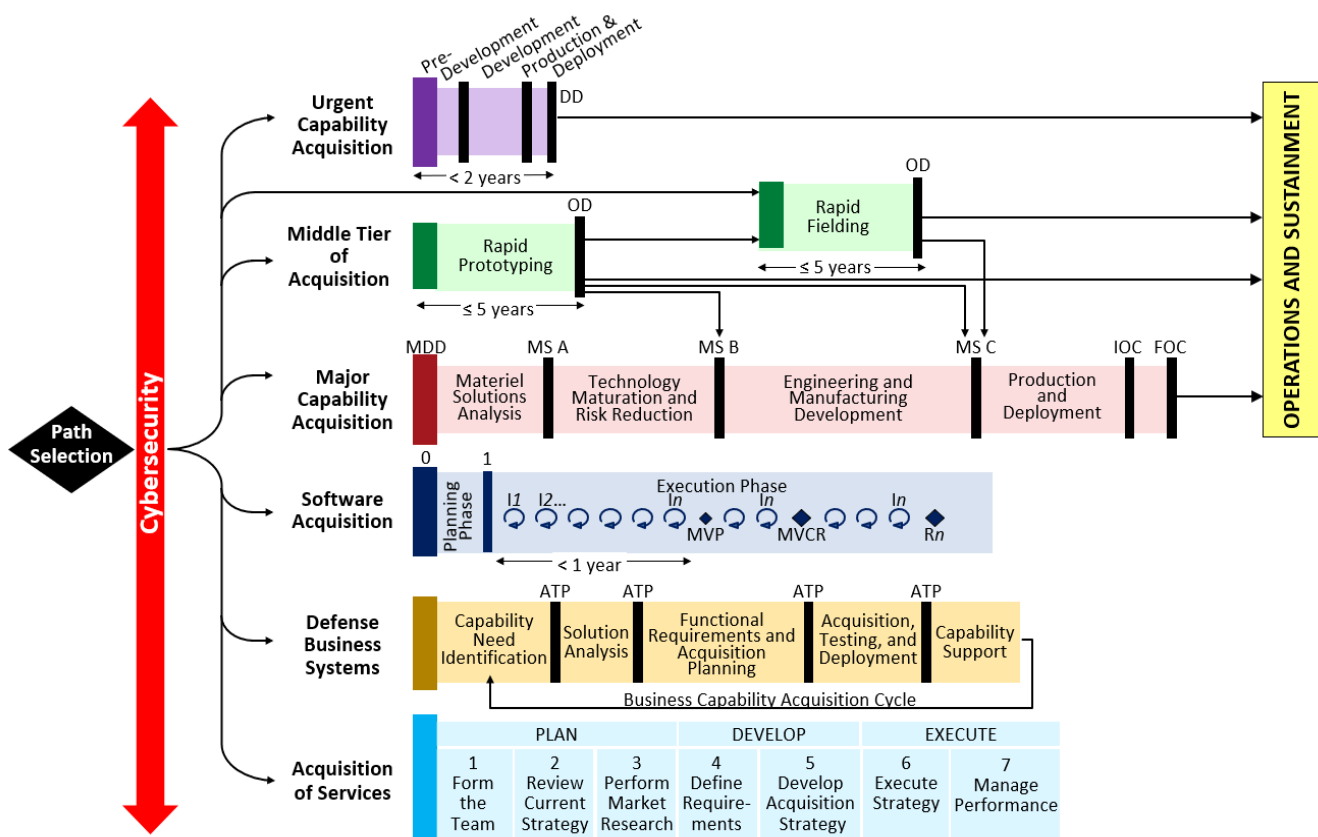 Pre-
Development
Development
Production &
Deployment
Urgent
Capability
Acquisition
DD
< 2 years
OD
Rapid
Fielding
≤ 5 years
Middle Tier
of
Acquisition
OD
Rapid
Prototyping
≤ 5 years
OPERATIONS AND SUSTAINMENT
Cybersecurity
Path
Selection
MDD
MS A
MS B
MS C
IOC
FOC
Major
Capability
Acquisition
Materiel
Solutions
Analysis
Technology
Maturation and
Risk Reduction
Engineering and
Manufacturing
Development
Production
and
Deployment
Software
Acquisition
0
1
Planning
Phase
Execution Phase
I1
I2...
In
In
In
MVP
MVCR
Rn
< 1 year
Defense
Business
Systems
ATP
ATP
ATP
ATP
Capability
Need
Identification
Solution
Analysis
Functional
Requirements and
Acquisition
Planning
Acquisition,
Testing, and
Deployment
Capability
Support
Business Capability Acquisition Cycle
Acquisition
of Services
PLAN
DEVELOP
EXECUTE
1
Form
the
Team
2
Review
Current
Strategy
3
Perform
Market
Research
4
Define
Require-
ments
5
Develop
Acquisition
Strategy
6
Execute
Strategy
7
Manage
Performance